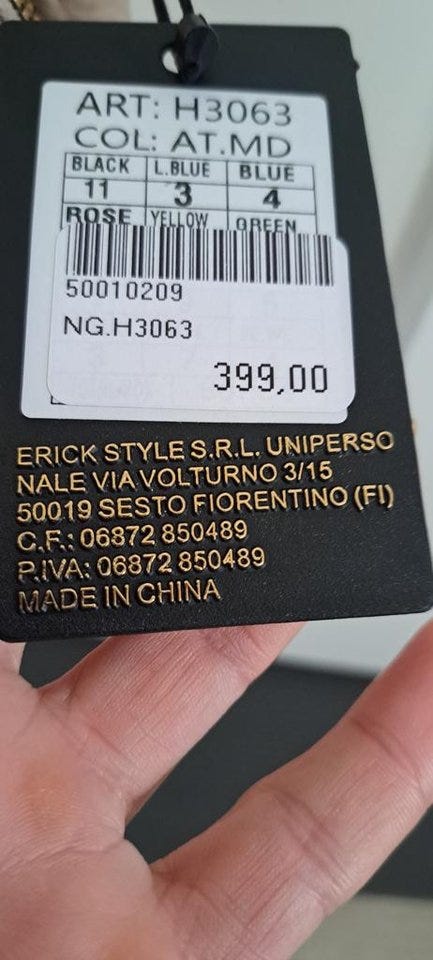 ART: H3063
COL: AT.MD
BLACK L.BLUE BLUE
11 3 4
ROSE YELLOW GREEN
50010209
NG.H3063
399,00
ERICK STYLE S.R.L. UNIPERSO
NALE VIA VOLTURNO 3/15
50019 SESTO FIORENTINO (FI)
C.F.: 06872 850489
P.IVA: 06872 850489
MADE IN CHINA